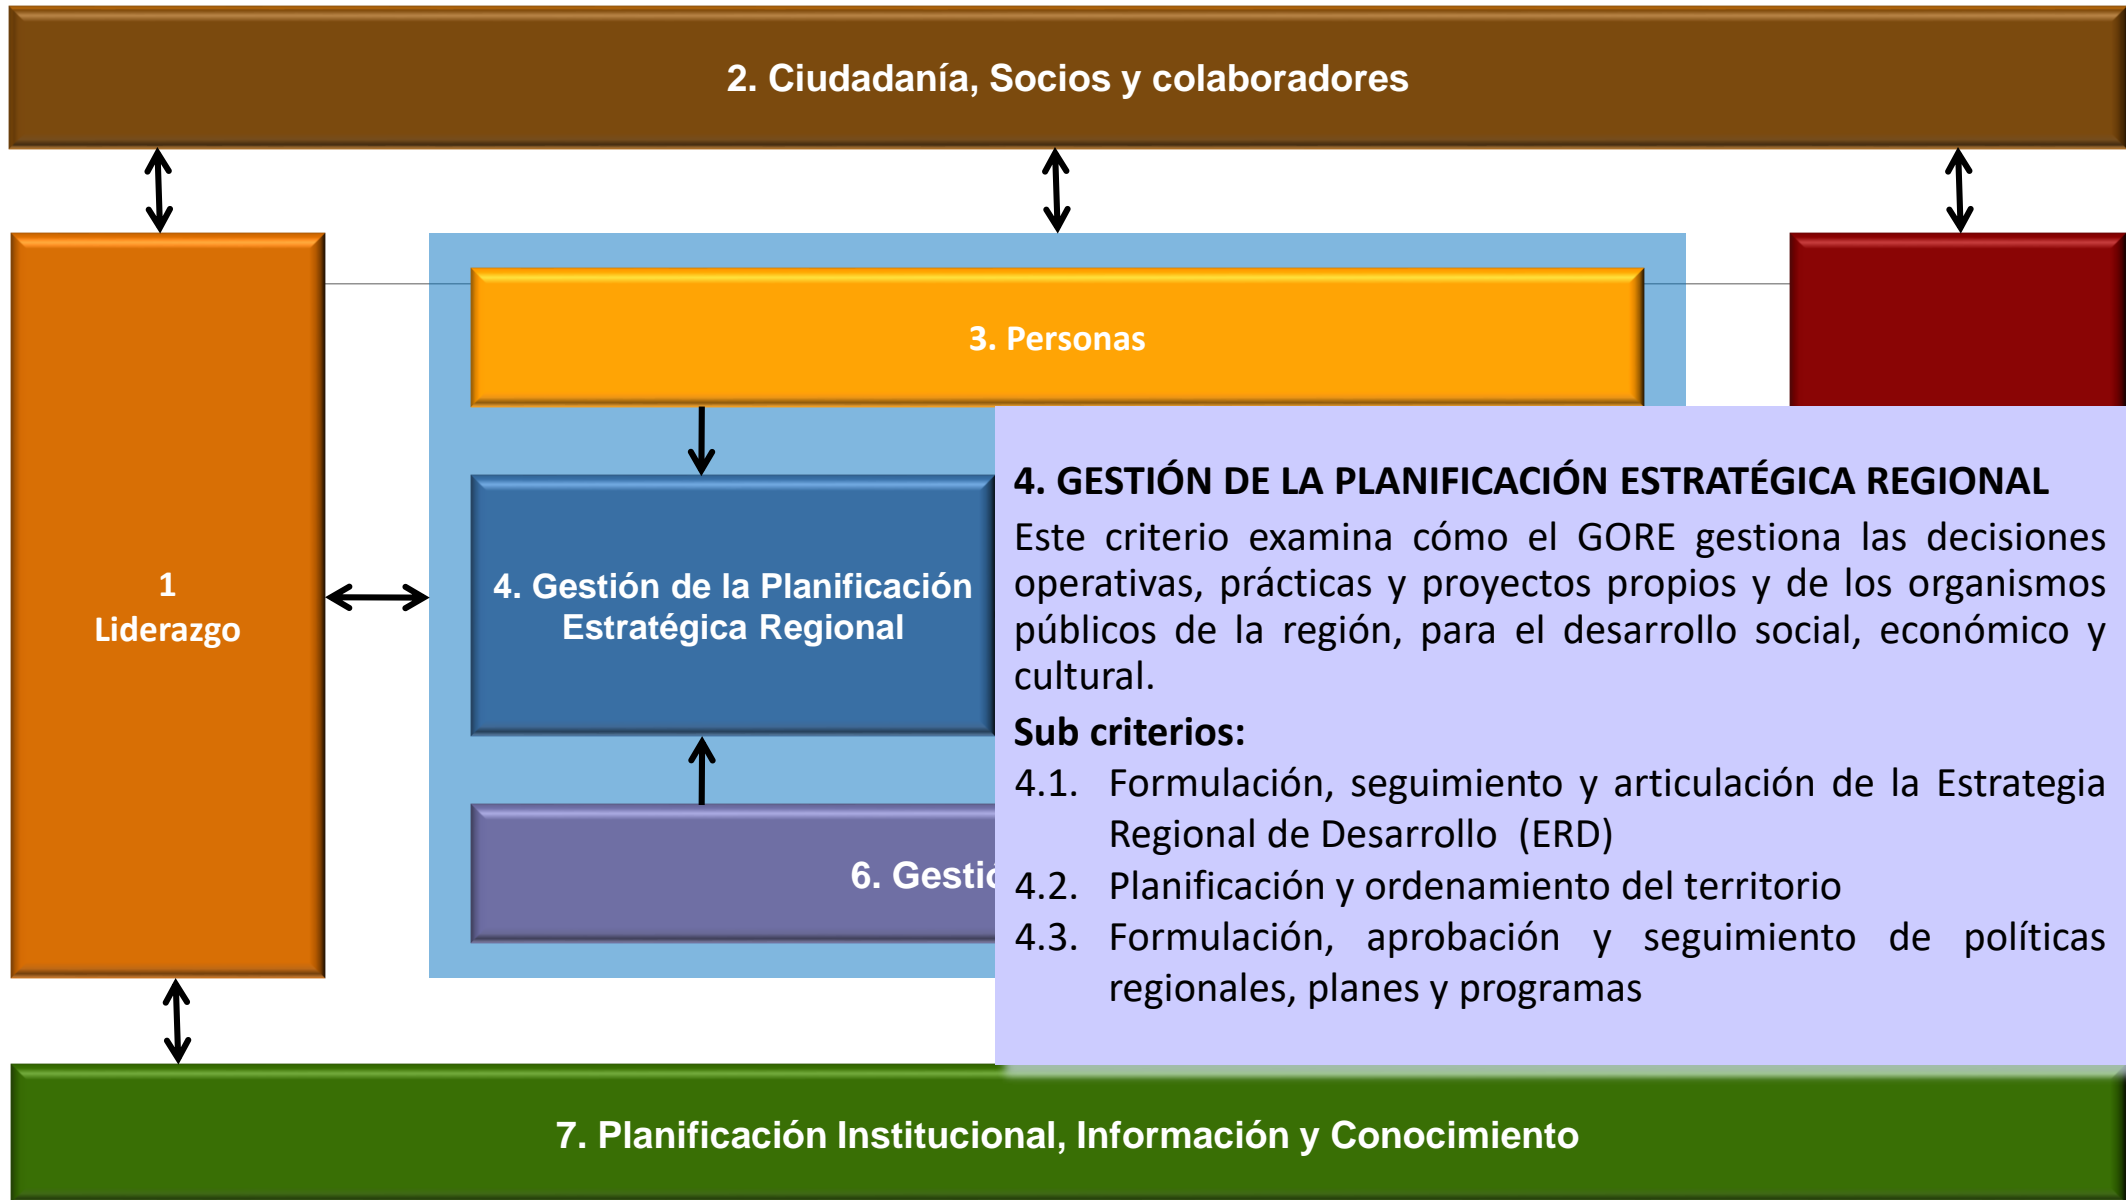 2. Ciudadanía, Socios y colaboradores
3. Personas
1
Liderazgo
4. Gestión de la Planificación
Estratégica Regional
6.
4. GESTIÓN DE LA PLANIFICACIÓN ESTRATÉGICA REGIONAL
Este criterio examina cómo el GORE gestiona las decisiones
operativas, prácticas y proyectos propios y de los organismos
públicos de la región, para el desarrollo social, económico y
cultural.
Sub criterios:
4.1. Formulación, seguimiento y articulación de la Estrategia
Regional de Desarrollo (ERD)
4.2. Planificación y ordenamiento del territorio
4.3. Formulación, aprobación y seguimiento de políticas
regionales, planes y programas
7. Planificación Institucional, Información y Conocimiento